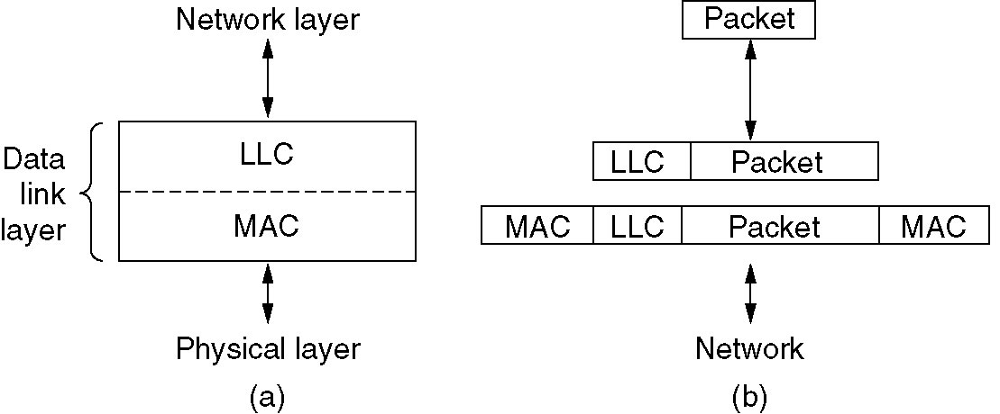 Network layer
Data
link
layer
LLC
MAC
Physical layer
(a)
Packet
LLC Packet
MAC LLC Packet MAC
Network
(b)